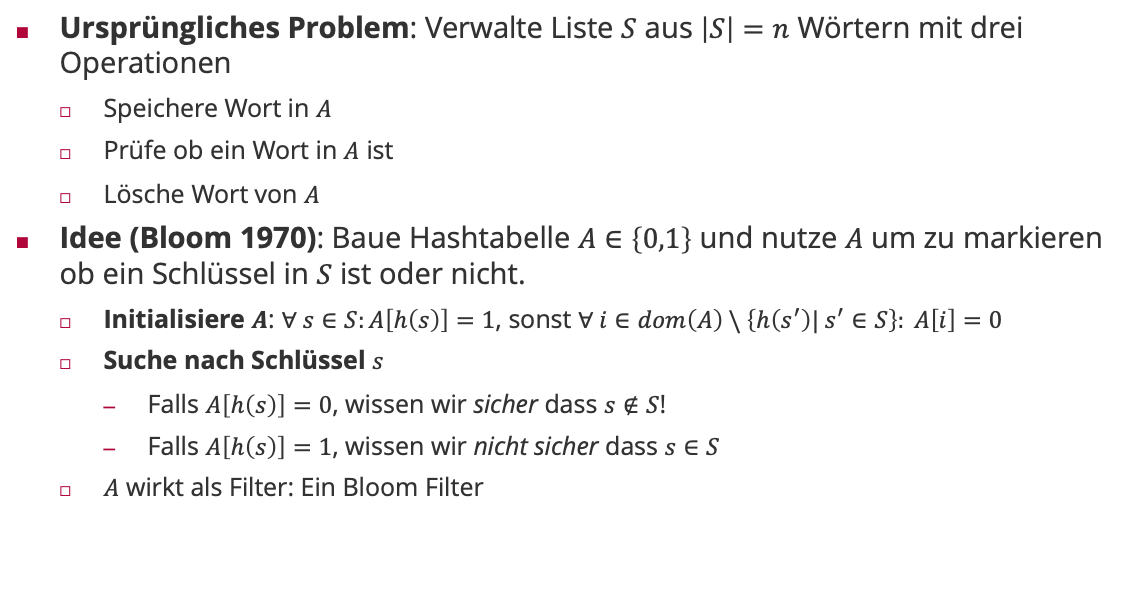 Ursprüngliches Problem: Verwalte Liste S aus |S| = n Wörtern mit drei
Operationen
Speichere Wort in A
Prüfe ob ein Wort in A ist
Lösche Wort von A
Idee (Bloom 1970): Baue Hashtabelle A ∈ {0,1} und nutze A um zu markieren
ob ein Schlüssel in S ist oder nicht.
Initialisiere A: ∀ s ∈ S: A[h(s)] = 1, sonst ∀ i ∈ dom(A) \ {h(s′)| s′ ∈ S}: A[i] = 0
Suche nach Schlüssel s
– Falls A[h(s)] = 0, wissen wir sicher dass s ∉ S!
– Falls A[h(s)] = 1, wissen wir nicht sicher dass s ∈ S
A wirkt als Filter: Ein Bloom Filter